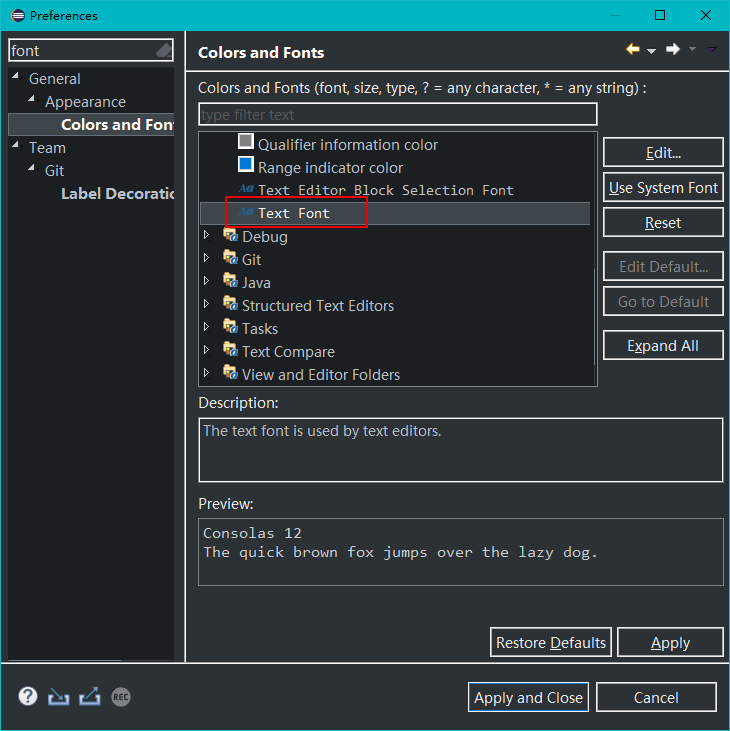 Preferences
font
General
Appearance
Colors and Font
Team
Git
Label Decoratic
Colors and Fonts
Colors and Fonts (font, size, type, ? = any character, * = any string) :
type filter text
Qualifier information color
Range indicator color
Aa Text Editor Block Selection Font
Aa Text Font
Debug
Git
Java
Structured Text Editors
Tasks
Text Compare
View and Editor Folders
Edit...
Use System Font
Reset
Edit Default...
Go to Default
Expand All
Description:
The text font is used by text editors.
Preview:
Consolas 12
The quick brown fox jumps over the lazy dog.
Restore Defaults
Apply
?
REC
Apply and Close
Cancel